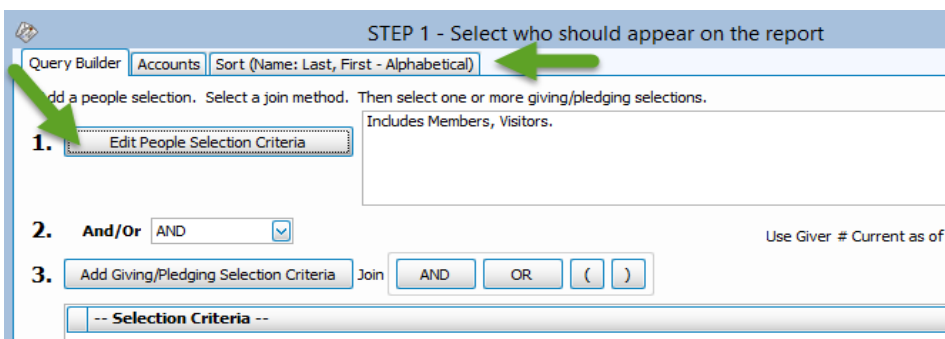 STEP 1 - Select who should appear on the report
Query Builder Accounts Sort (Name: Last, First - Alphabetical)
a people selection. Select a join method. Then select one or more giving/pledging selections.
1. Edit People Selection Criteria Includes Members, Visitors.
2. And/Or AND Use Giver # Current as of
3. Add Giving/Pledging Selection Criteria Join AND OR ( )
-- Selection Criteria --